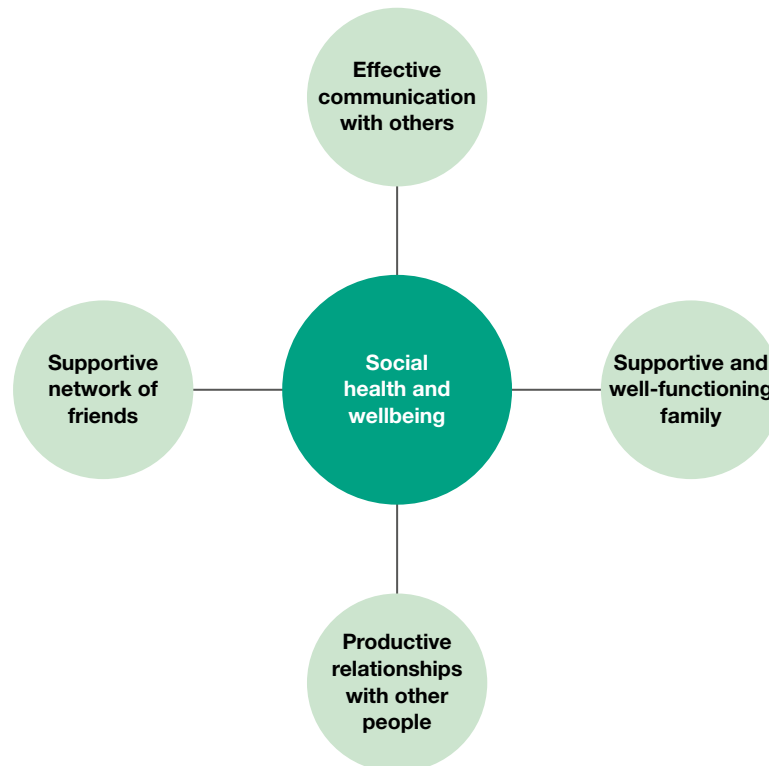 Effective
communication
with others
Supportive
network of
friends
Social
health and
wellbeing
Supportive and
well-functioning
family
Productive
relationships
with other
people